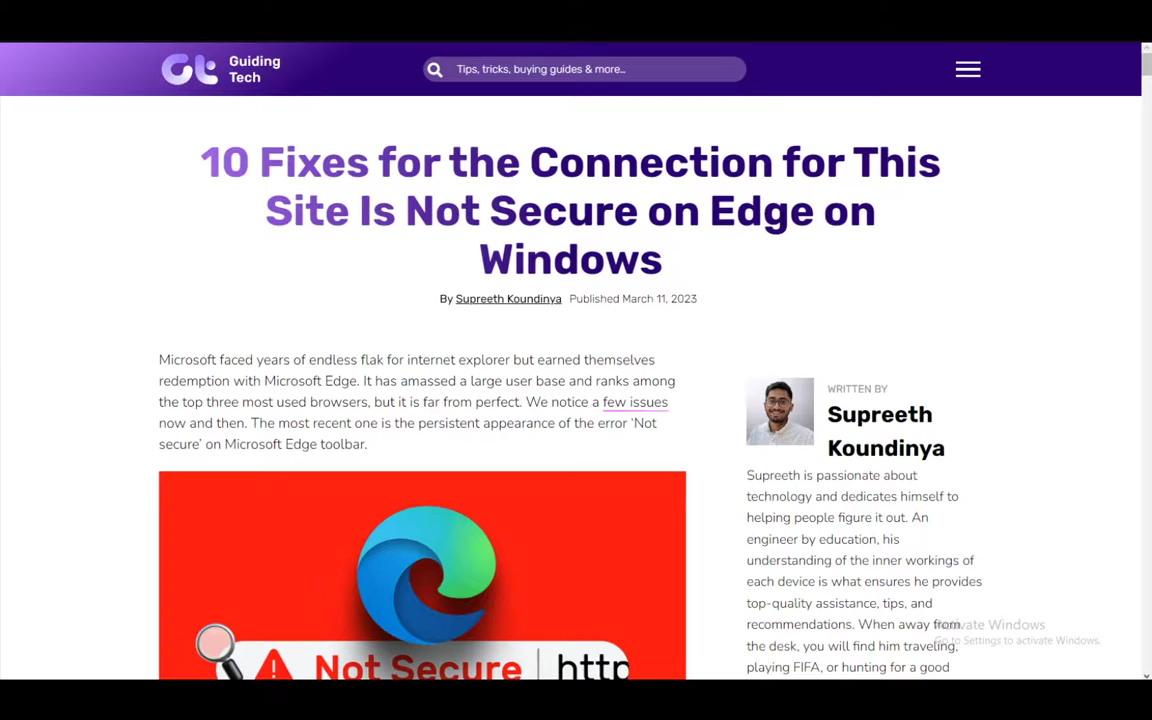 Guiding
Tech
Tips, tricks, buying guides & more..
10 Fixes for the Connection for This
Site Is Not Secure on Edge on
Windows
By Supreeth Koundinya Published March 11, 2023
Microsoft faced years of endless flak for internet explorer but earned themselves
redemption with Microsoft Edge. It has amassed a large user base and ranks among
the top three most used browsers, but it is far from perfect. We notice a few issues
now and then. The most recent one is the persistent appearance of the error ‘Not
secure’ on Microsoft Edge toolbar.
Not Secure http
WRITTEN BY
Supreeth
Koundinya
Supreeth is passionate about
technology and dedicates himself to
helping people figure it out. An
engineer by education, his
understanding of the inner workings of
each device is what ensures he provides
top-quality assistance, tips, and
recommendations. When away from
the desk, you will find him traveling,
playing FIFA, or hunting for a good
Activate Windows
Go to Settings to activate Windows.